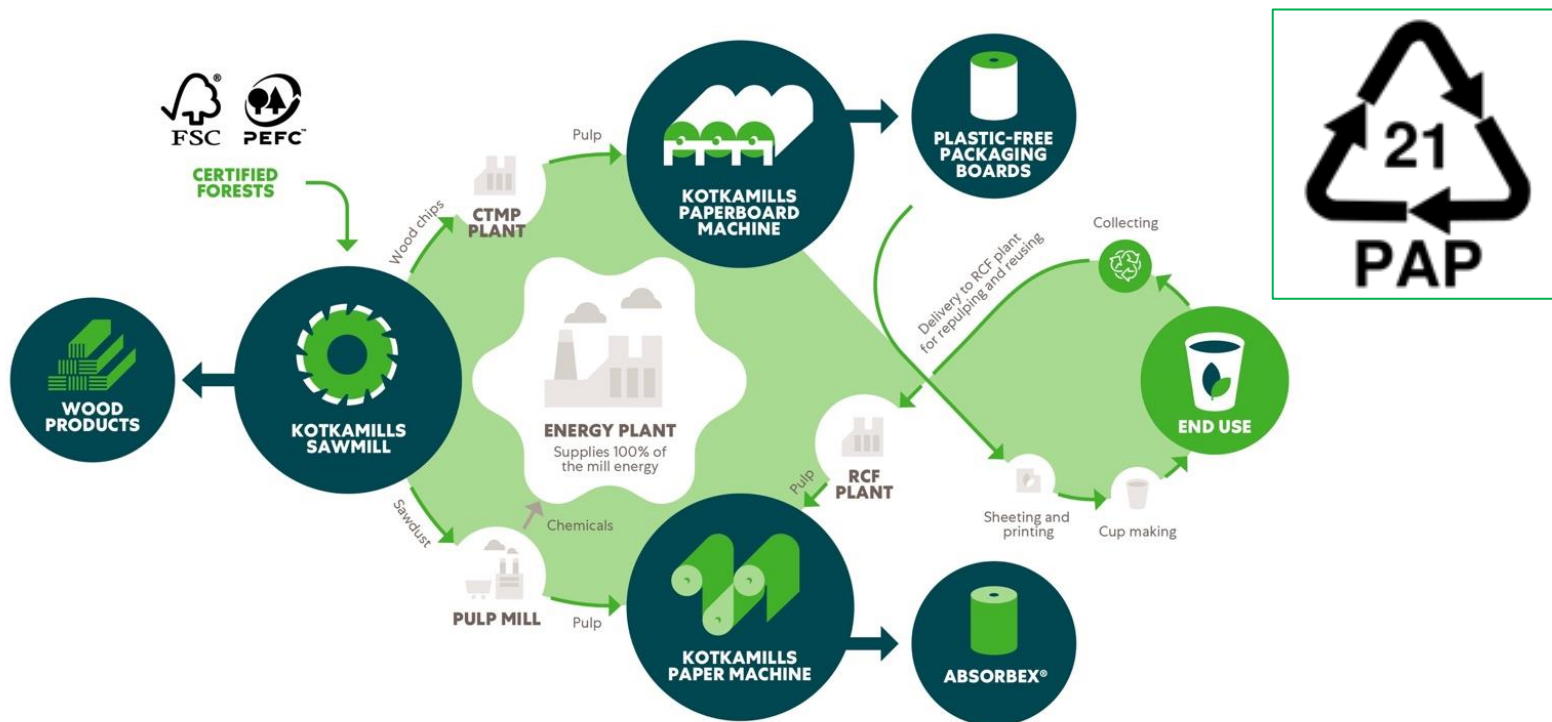 FSC
PEFC™
CERTIFIED
FORESTS
Wood chips
CTMP
PLANT
Pulp
KOTKAMILLS
PAPERBOARD
MACHINE
PLASTIC-FREE
PACKAGING
BOARDS
21
PAP
Collecting
Delivery to RCF plant
for repulping and reusing
WOOD
PRODUCTS
KOTKAMILLS
SAWMILL
ENERGY PLANT
Supplies 100% of
the mill energy
END USE
RCF
PLANT
Pulp
Sheeting and
printing
Cup making
Sawdust
Chemicals
PULP MILL
Pulp
KOTKAMILLS
PAPER MACHINE
ABSORBEX®